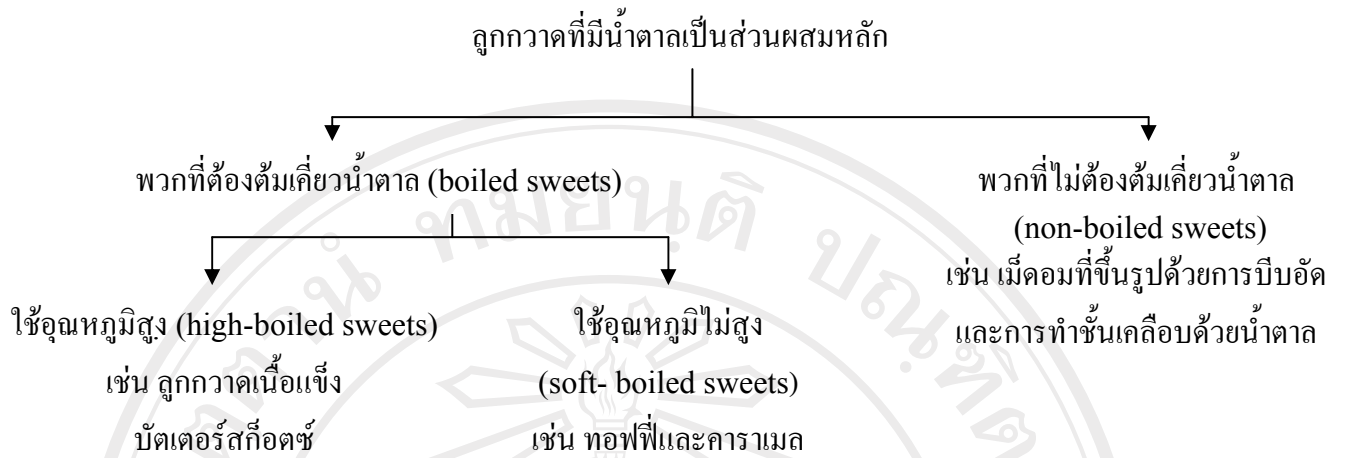 ลูกกวาดที่มีน้ำตาลเป็นส่วนผสมหลัก
พวกที่ต้องต้มเคี่ยวน้ำตาล (boiled sweets)
พวกที่ไม่ต้องต้มเคี่ยวน้ำตาล
(non-boiled sweets)
เช่น เม็ดอมที่ขึ้นรูปด้วยการบีบอัด
และการทำชั้นเคลือบด้วยน้ำตาล
ใช้อุณหภูมิสูง (high-boiled sweets)
เช่น ลูกกวาดเนื้อแข็ง
บัตเตอร์สก็อตซ์
ใช้อุณหภูมิไม่สูง
(soft- boiled sweets)
เช่น ทอฟฟี่และคาราเมล